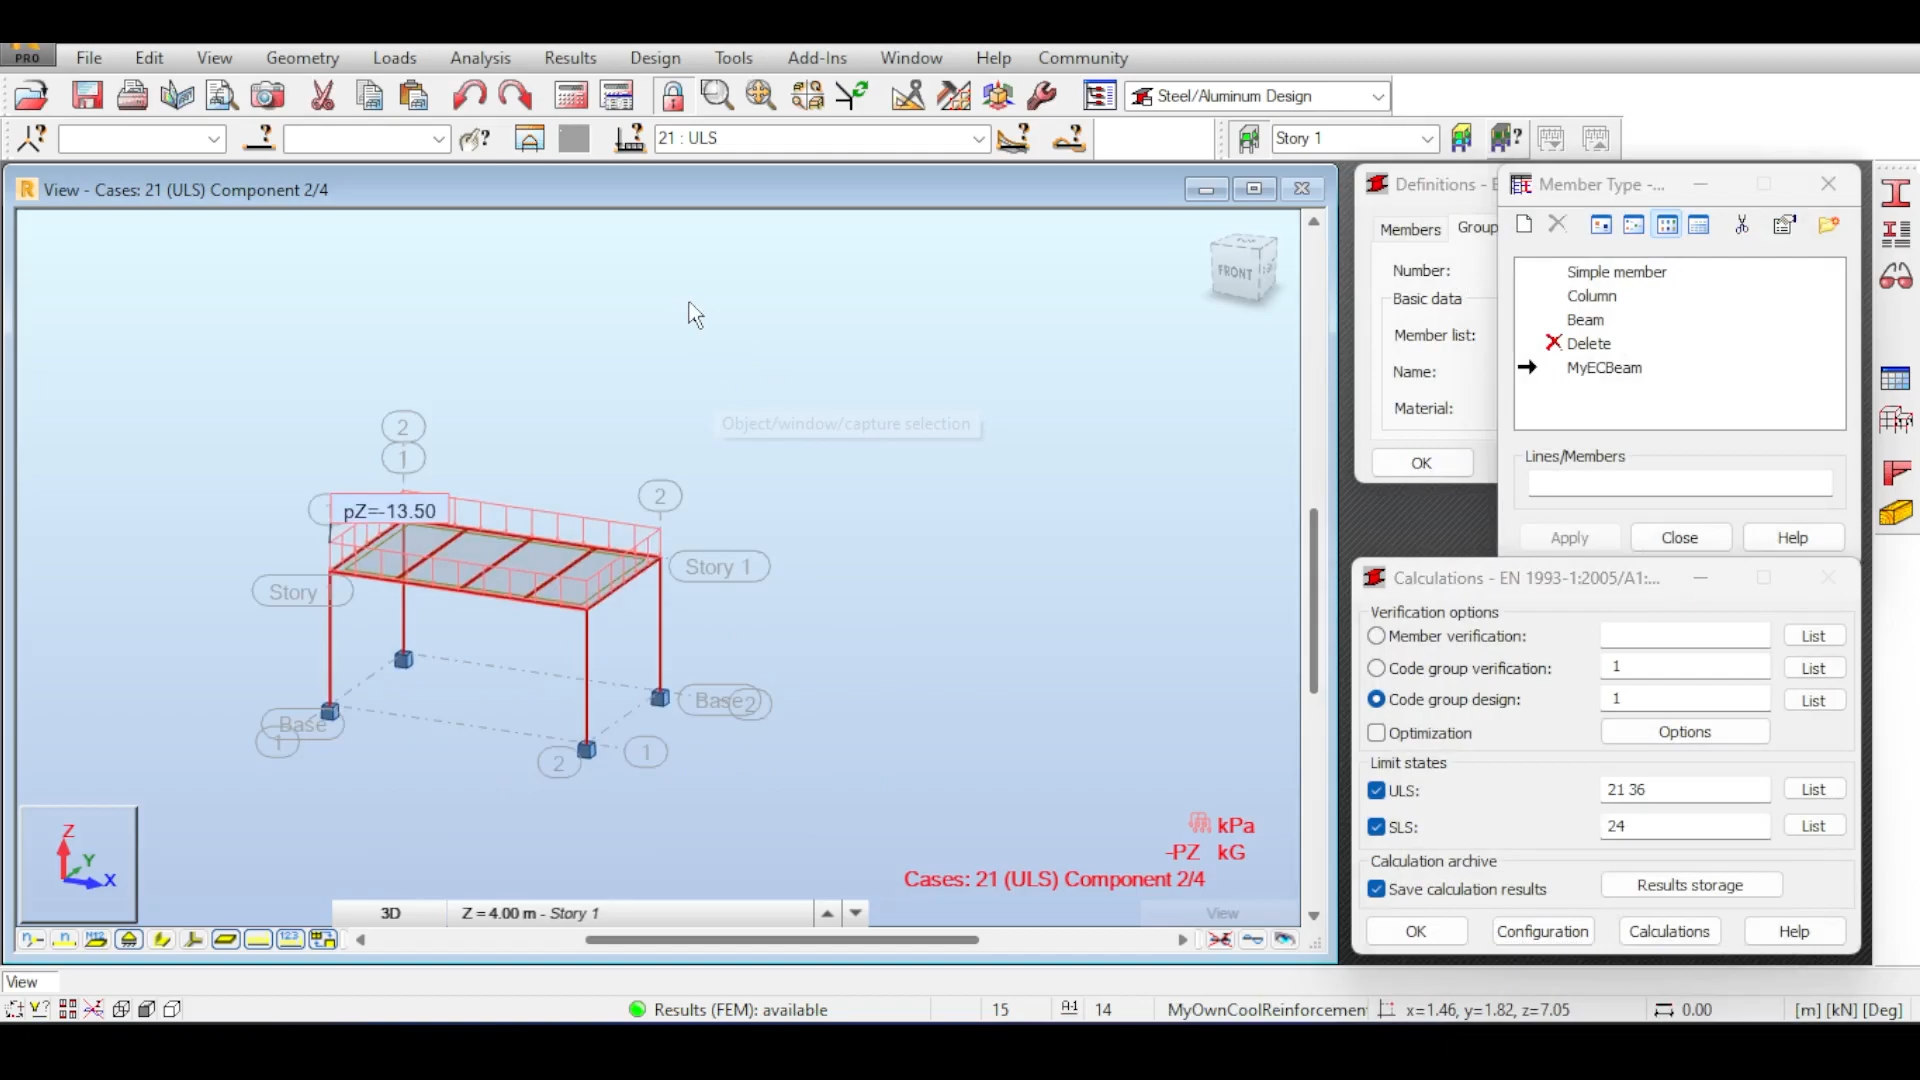 PRO File Edit View Geometry Loads Analysis Results Design Tools Add-Ins Window Help Community
Steel/Aluminum Design
21 : ULS
Story 1
View - Cases: 21 (ULS) Component 2/4
FRONT
Object/window/capture selection
2
1
pZ=-13.50
2
Story 1
Story
Base
1
Base
2
2
1
Z
Y
X
kPa
-PZ kG
Cases: 21 (ULS) Component 2/4
3D Z = 4.00 m - Story 1
View
Definitions - E
Members Group
Number:
Basic data
Member list:
Name:
Material:
OK
Member Type -...
Simple member
Column
Beam
Delete
MyECBeam
Lines/Members
Apply Close Help
Calculations - EN 1993-1:2005/A1:...
Verification options
Member verification: List
Code group verification: 1 List
Code group design: 1 List
Optimization Options
Limit states
ULS: 21 36 List
SLS: 24 List
Calculation archive
Save calculation results Results storage
OK Configuration Calculations Help
View
Results (FEM): available 15 14 MyOwnCoolReinforcemen x=1.46, y=1.82, z=7.05 0.00 [m] [kN] [Deg]